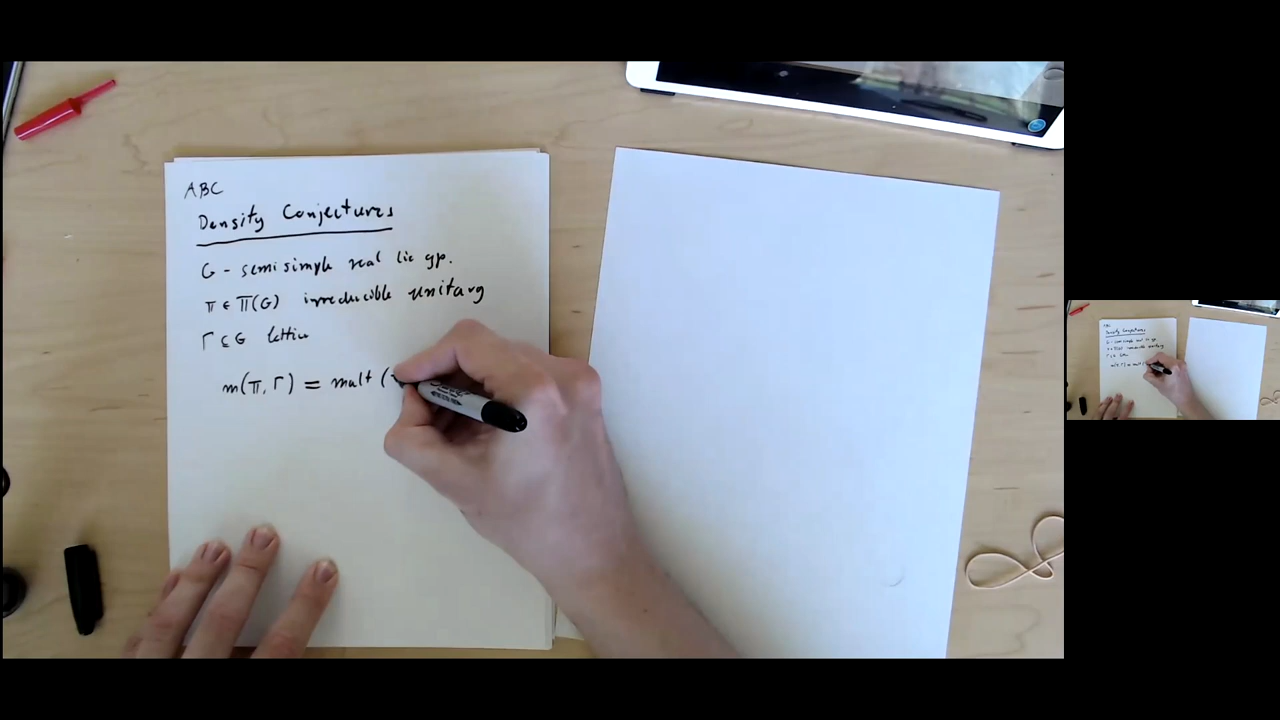 ABC
Density Conjectures
G - semisimple real lie gp.
π ∈ Π(G) irreducible unitary
Γ ⊆ G lattice
m(π, Γ) = mult (